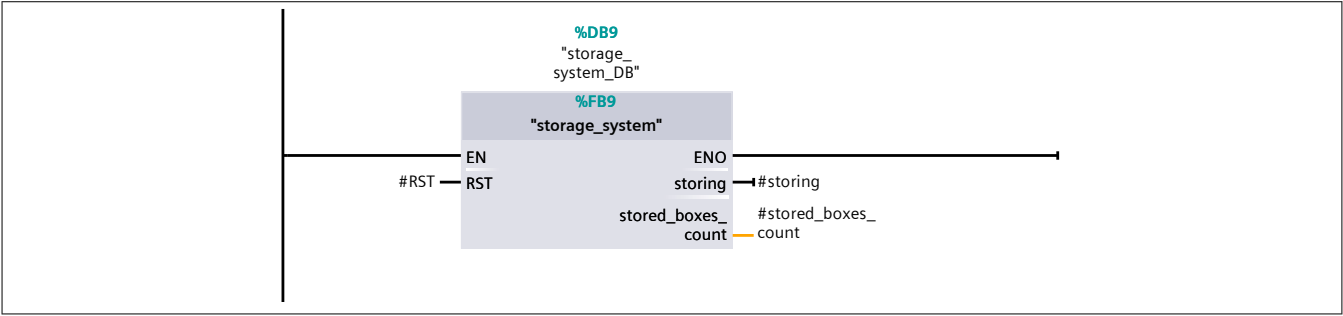 %DB9
"storage_
system_DB"
%FB9
"storage_system"
EN
ENO
#RST
RST
storing
#storing
stored_boxes_
count
#stored_boxes_
count